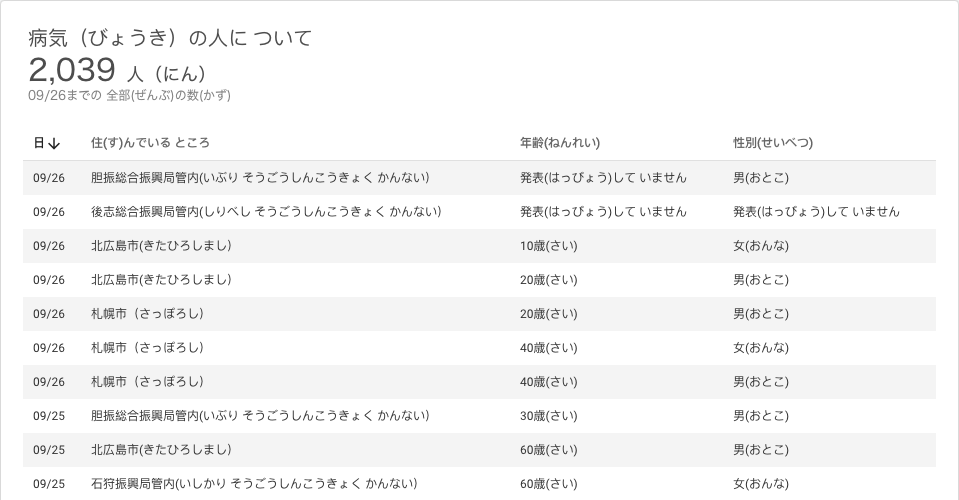 病気（びょうき）の人に ついて
2,039 人（にん）
09/26までの 全部(ぜんぶ)の数(かず)
日↓ 住(す)んでいる ところ 年齢(ねんれい) 性別(せいべつ)
09/26 胆振総合振興局管内(いぶり そうごうしんこうきょく かんない） 発表(はっぴょう)して いません 男(おとこ)
09/26 後志総合振興局管内(しりべし そうごうしんこうきょく かんない） 発表(はっぴょう)して いません 発表(はっぴょう)して いません
09/26 北広島市(きたひろしまし） 10歳(さい) 女(おんな)
09/26 北広島市(きたひろしまし） 20歳(さい) 男(おとこ)
09/26 札幌市（さっぽろし） 20歳(さい) 男(おとこ)
09/26 札幌市（さっぽろし） 40歳(さい) 女(おんな)
09/26 札幌市（さっぽろし） 40歳(さい) 男(おとこ)
09/25 胆振総合振興局管内(いぶり そうごうしんこうきょく かんない） 30歳(さい) 男(おとこ)
09/25 北広島市(きたひろしまし） 60歳(さい) 男(おとこ)
09/25 石狩振興局管内(いしかり そうごうしんこうきょく かんない） 60歳(さい) 女(おんな)